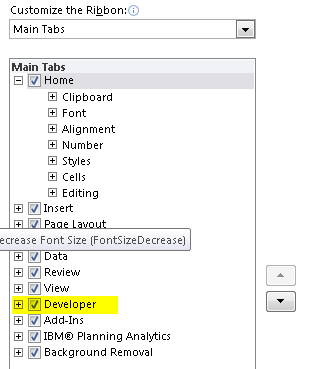 Customize the Ribbon:
Main Tabs
Main Tabs
Home
Clipboard
Font
Alignment
Number
Styles
Cells
Editing
Insert
Page Layout
ecrease Font Size (FontSizeDecrease)
Data
Review
View
Developer
Add-Ins
IBM® Planning Analytics
Background Removal